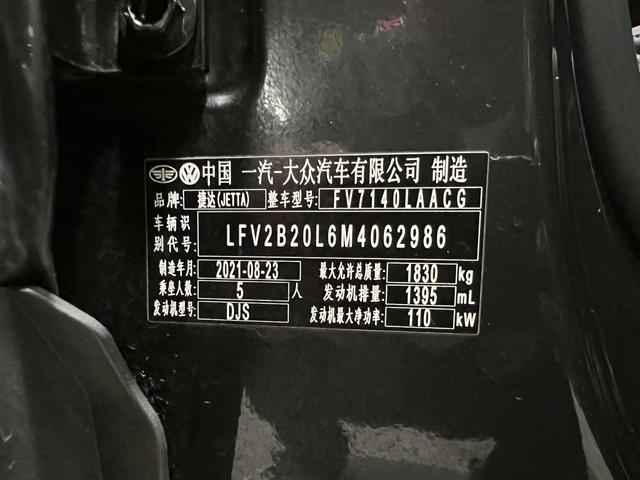 中国 一汽-大众汽车有限公司 制造
品牌: 捷达(JETTA) 整车型号: FV7140LAACG
车辆识别代号: LFV2B20L6M4062986
制造年月: 2021-08-23 最大允许总质量: 1830 kg
乘坐人数: 5 人 发动机排量: 1395 mL
发动机型号: DJS 发动机最大净功率: 110 kW